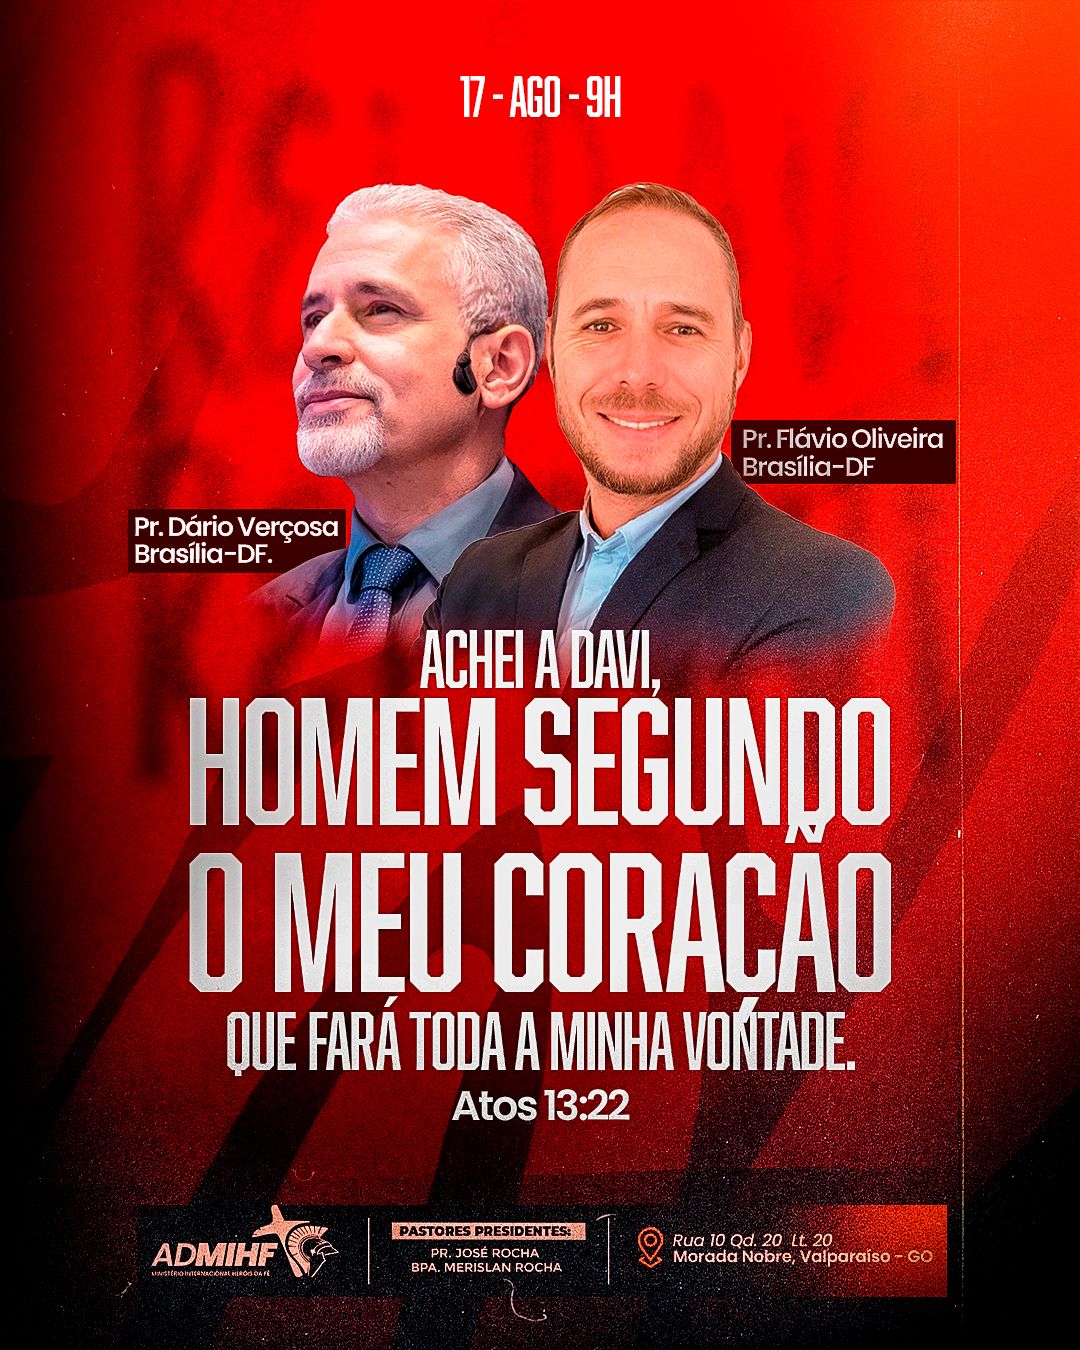 17 - AGO - 9H
Pr. Flávio Oliveira
Brasília-DF
Pr. Dário Verçosa
Brasília-DF.
ACHEI A DAVI,
HOMEM SEGUNDO
O MEU CORAÇÃO
QUE FARÁ TODA A MINHA VONTADE.
Atos 13:22
ADMIHF
MINISTÉRIO INTERNACIONAL HERÓIS DA FÉ
PASTORES PRESIDENTES:
PR. JOSÉ ROCHA
BPA. MERISLAN ROCHA
Rua 10 Qd. 20 Lt. 20
Morada Nobre, Valparaíso - GO